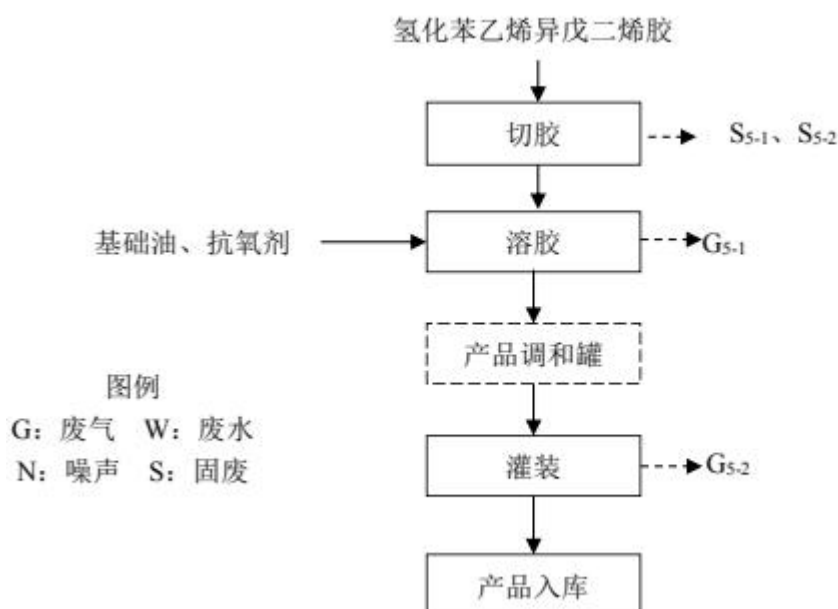 氢化苯乙烯异戊二烯胶
切胶
S5-1、S5-2
基础油、抗氧剂
溶胶
G5-1
产品调和罐
图例
G：废气 W：废水
N：噪声 S：固废
灌装
G5-2
产品入库